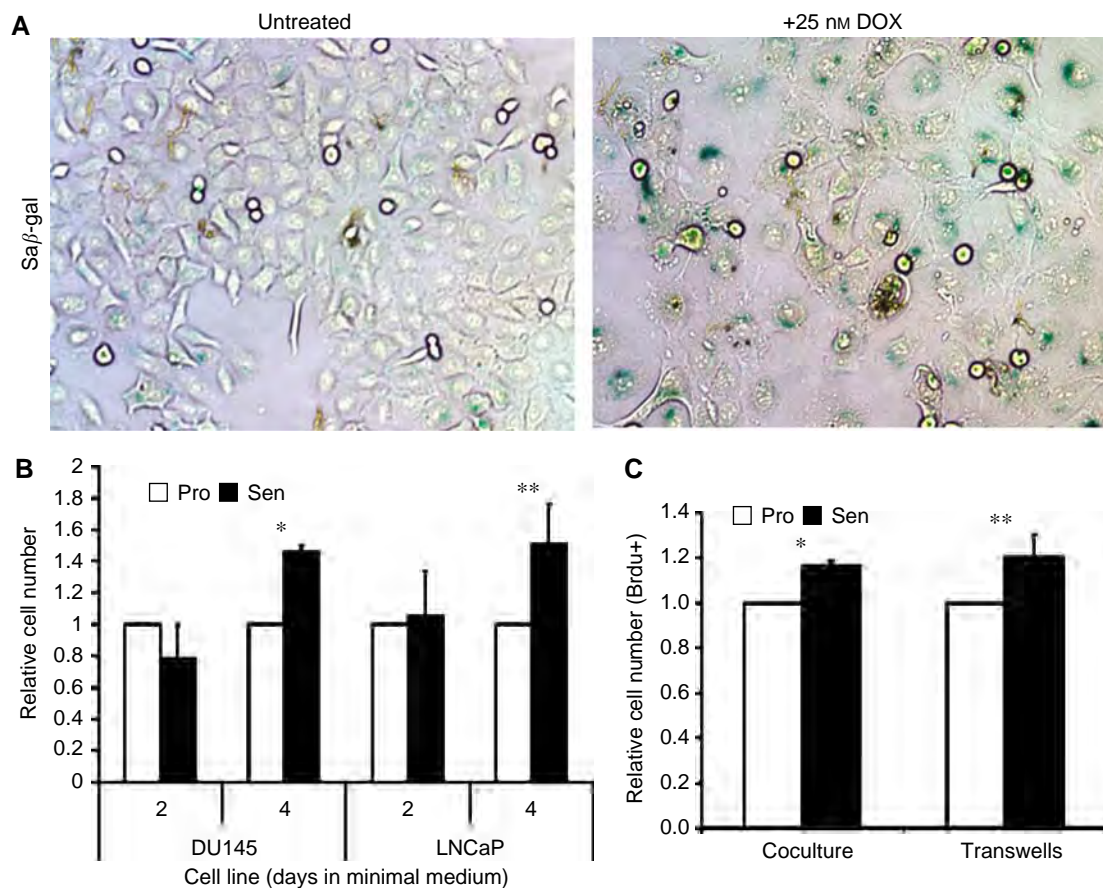 A
Untreated
+25 nM DOX
Saβ-gal
B
Relative cell number
2
1.8
1.6
1.4
1.2
1
0.8
0.6
0.4
0.2
0
Pro Sen
*
**
2 4 2 4
DU145 LNCaP
Cell line (days in minimal medium)
C
Relative cell number (Brdu+)
1.4
1.2
1.0
0.8
0.6
0.4
0.2
0.0
Pro Sen
*
**
Coculture Transwells